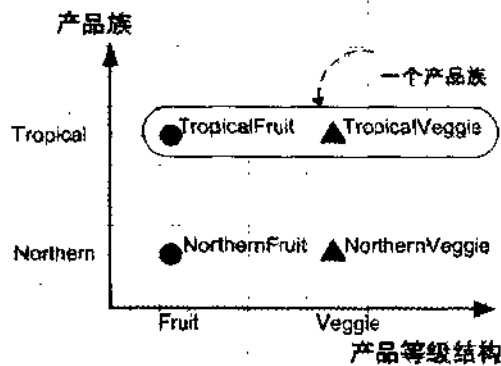 产品族
一个产品族
Tropical
TropicalFruit
TropicalVeggie
Northern
NorthernFruit
NorthernVeggie
Fruit
Veggie
产品等级结构